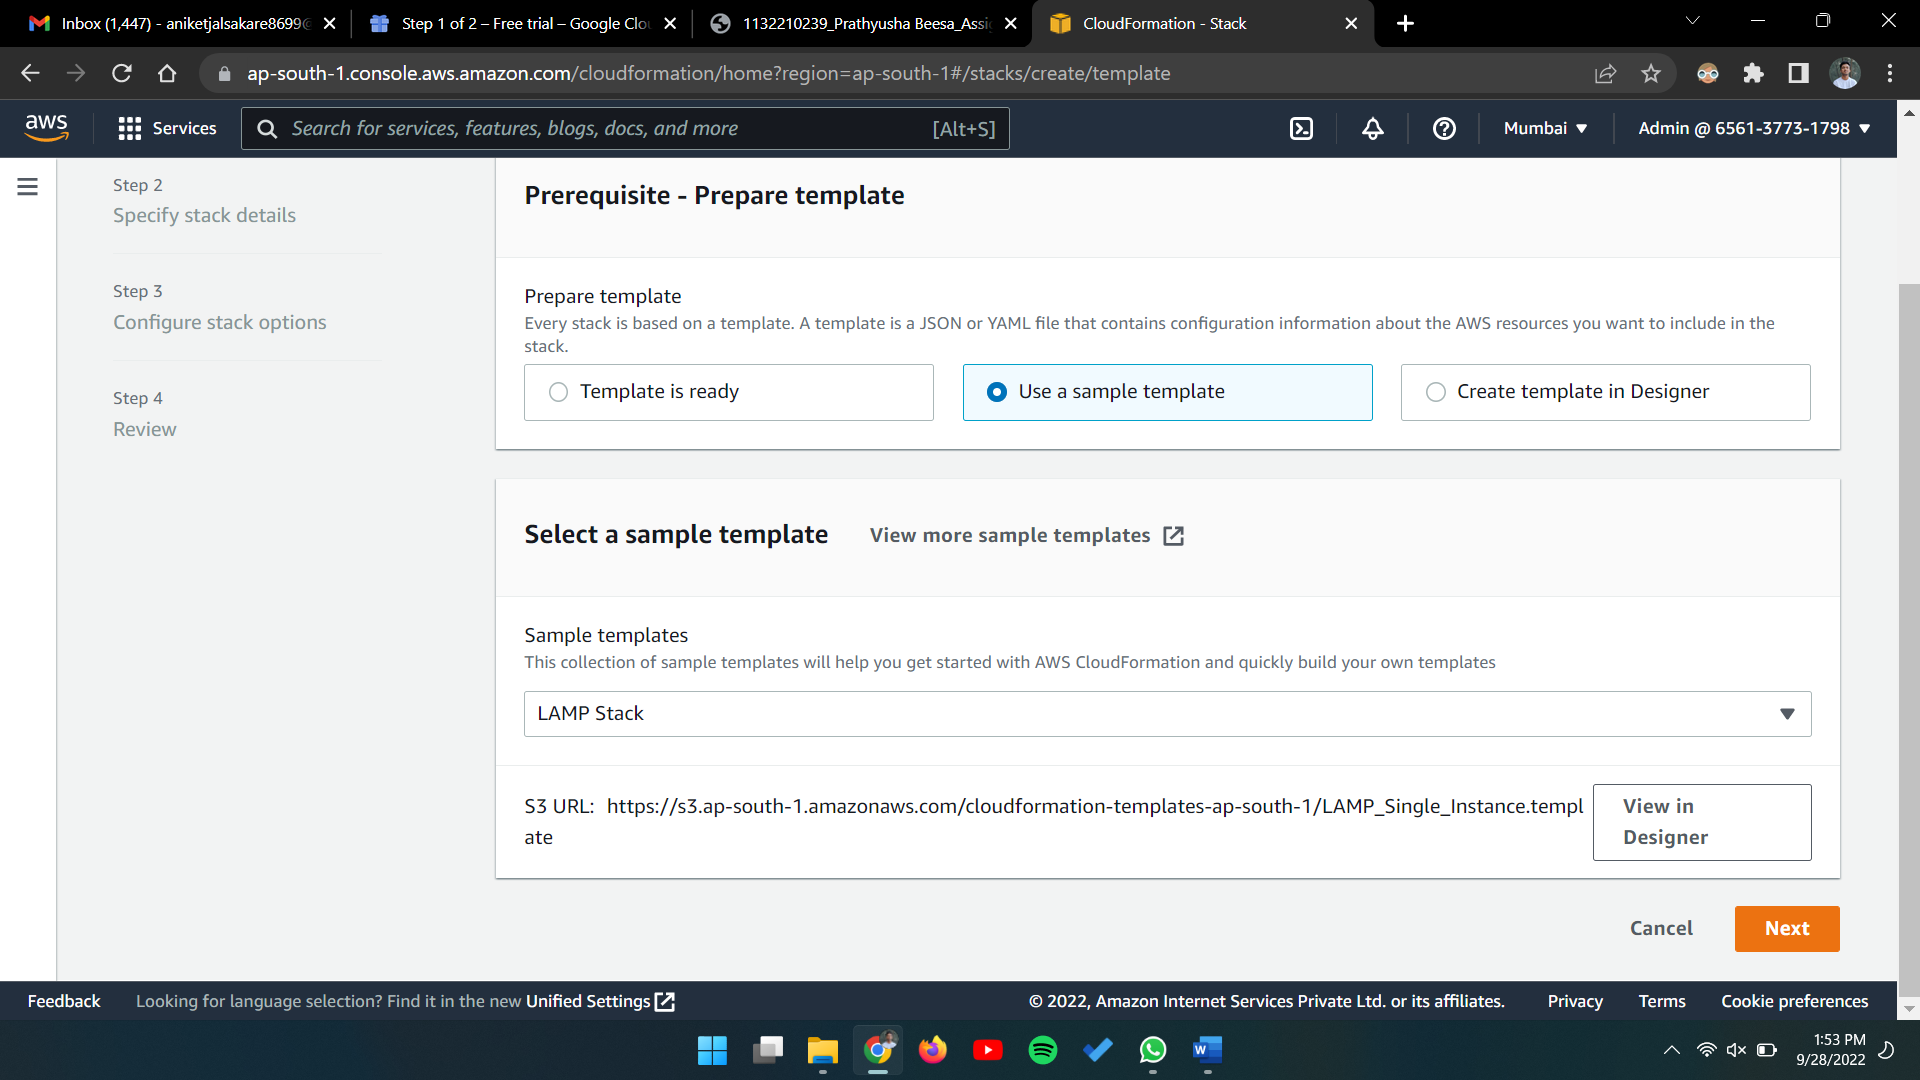 Inbox (1,447) - aniketjalsakare8699@
Step 1 of 2 – Free trial – Google Clo
1132210239_Prathyusha Beesa_Assi
CloudFormation - Stack
ap-south-1.console.aws.amazon.com/cloudformation/home?region=ap-south-1#/stacks/create/template
aws
Services
Search for services, features, blogs, docs, and more
[Alt+S]
Mumbai
Admin @ 6561-3773-1798
Step 2
Specify stack details
Step 3
Configure stack options
Step 4
Review
Prerequisite - Prepare template
Prepare template
Every stack is based on a template. A template is a JSON or YAML file that contains configuration information about the AWS resources you want to include in the
stack.
Template is ready
Use a sample template
Create template in Designer
Select a sample template
View more sample templates
Sample templates
This collection of sample templates will help you get started with AWS CloudFormation and quickly build your own templates
LAMP Stack
S3 URL: https://s3.ap-south-1.amazonaws.com/cloudformation-templates-ap-south-1/LAMP_Single_Instance.templ
ate
View in
Designer
Cancel
Next
Feedback
Looking for language selection? Find it in the new Unified Settings
© 2022, Amazon Internet Services Private Ltd. or its affiliates.
Privacy
Terms
Cookie preferences
1:53 PM
9/28/2022